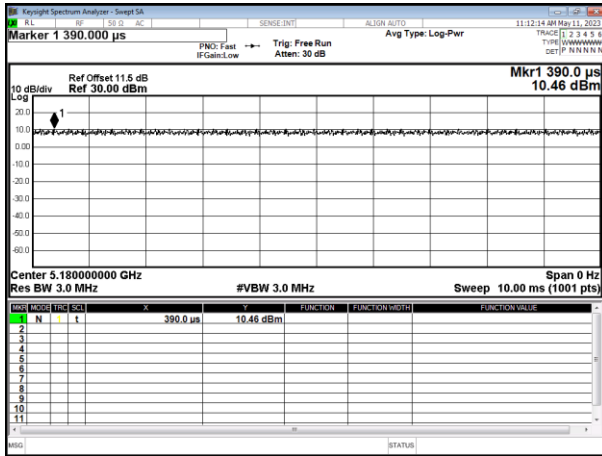 Keysight Spectrum Analyzer - Swept SA
RL RF 50 Ω AC SENSE:INT ALIGN AUTO 11:12:14 AM May 11, 2023
Marker 1 390.000 µs
PNO: Fast
IFGain:Low
Trig: Free Run
Atten: 30 dB
Avg Type: Log-Pwr
TRACE 1 2 3 4 5 6
TYPE WWWWWW
DET P N N N N N
Ref Offset 11.5 dB
10 dB/div Ref 30.00 dBm
Mkr1 390.0 µs
10.46 dBm
Log
1
20.0
10.0
0.00
-10.0
-20.0
-30.0
-40.0
-50.0
-60.0
Center 5.180000000 GHz Span 0 Hz
Res BW 3.0 MHz #VBW 3.0 MHz Sweep 10.00 ms (1001 pts)
MKR MODE TRC SCL X Y FUNCTION FUNCTION WIDTH FUNCTION VALUE
1 N 1 t 390.0 µs 10.46 dBm
2
3
4
5
6
7
8
9
10
11
MSG STATUS